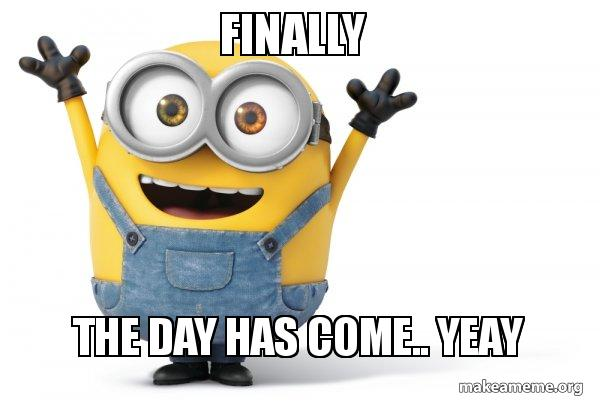 FINALLY
THE DAY HAS COME.. YEAY
makeameme.org